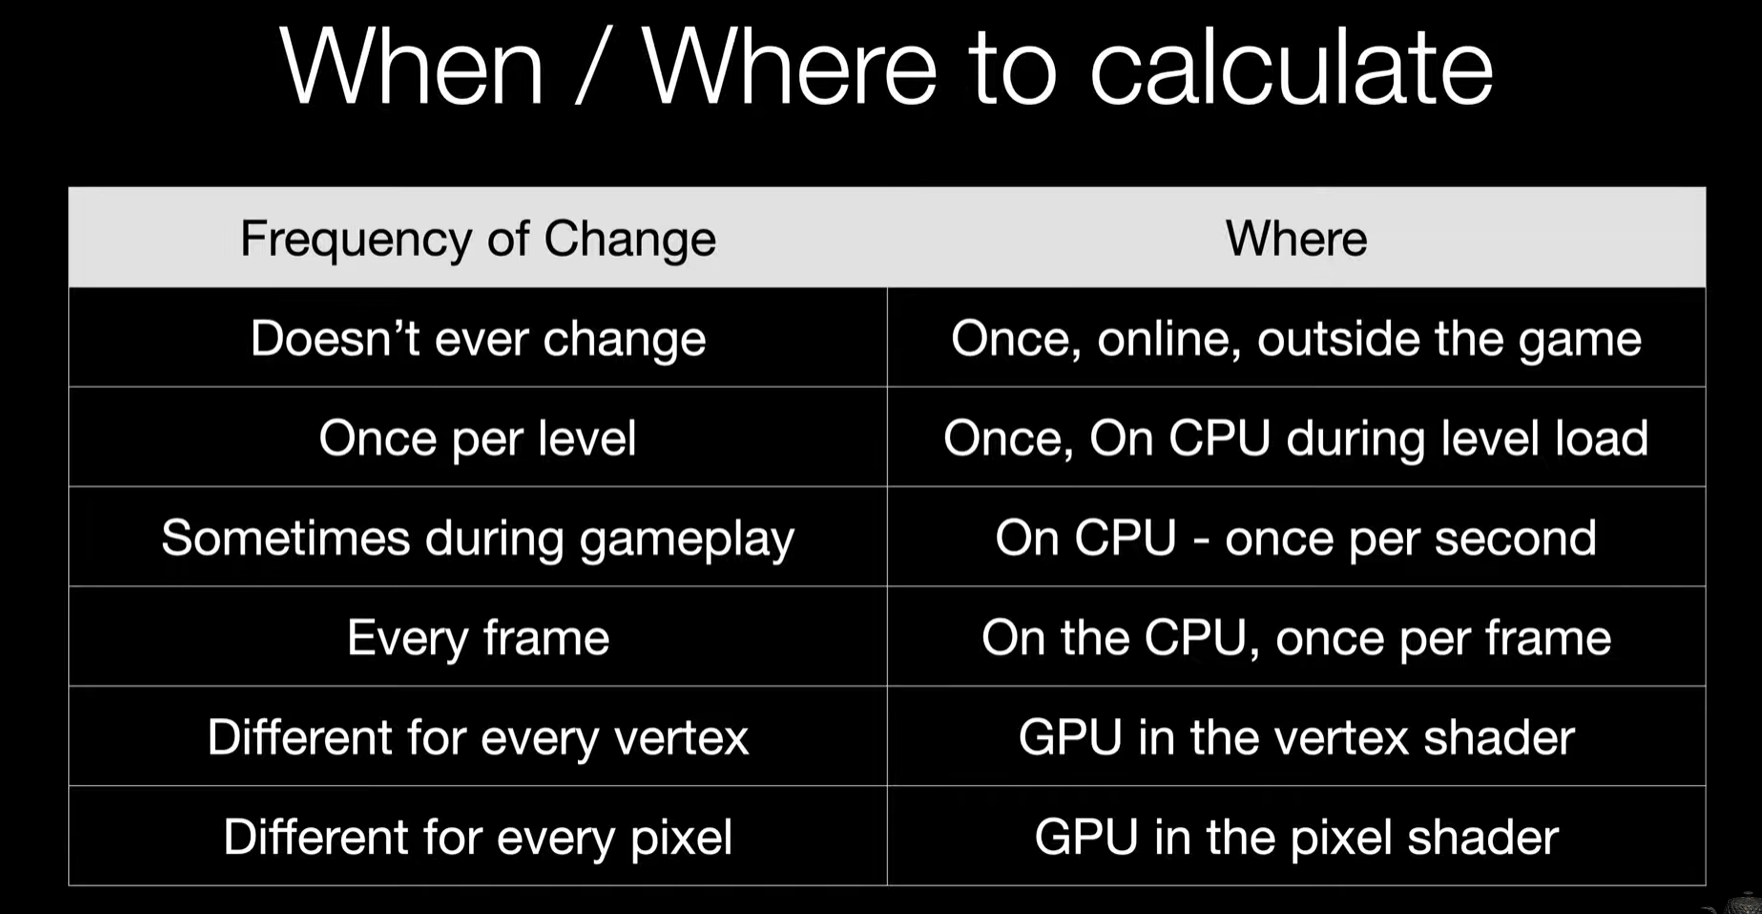 When / Where to calculate
Frequency of Change
Where
Doesn’t ever change
Once, online, outside the game
Once per level
Once, On CPU during level load
Sometimes during gameplay
On CPU - once per second
Every frame
On the CPU, once per frame
Different for every vertex
GPU in the vertex shader
Different for every pixel
GPU in the pixel shader